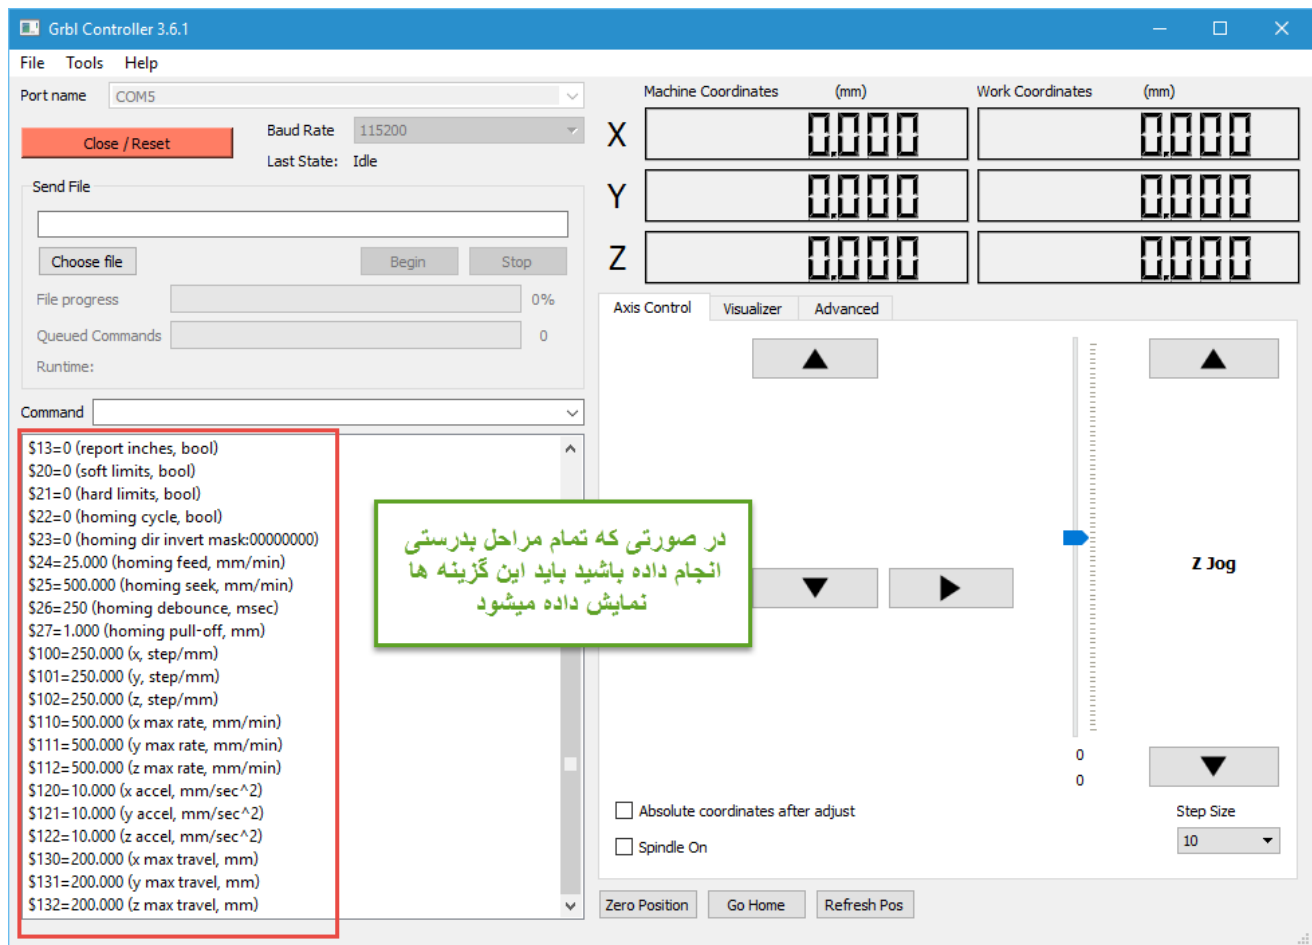 Grbl Controller 3.6.1
File Tools Help
Port name COM5
Close / Reset
Baud Rate 115200
Last State: Idle
Send File
Choose file Begin Stop
File progress 0%
Queued Commands 0
Runtime:
Command
$13=0 (report inches, bool)
$20=0 (soft limits, bool)
$21=0 (hard limits, bool)
$22=0 (homing cycle, bool)
$23=0 (homing dir invert mask:00000000)
$24=25.000 (homing feed, mm/min)
$25=500.000 (homing seek, mm/min)
$26=250 (homing debounce, msec)
$27=1.000 (homing pull-off, mm)
$100=250.000 (x, step/mm)
$101=250.000 (y, step/mm)
$102=250.000 (z, step/mm)
$110=500.000 (x max rate, mm/min)
$111=500.000 (y max rate, mm/min)
$112=500.000 (z max rate, mm/min)
$120=10.000 (x accel, mm/sec^2)
$121=10.000 (y accel, mm/sec^2)
$122=10.000 (z accel, mm/sec^2)
$130=200.000 (x max travel, mm)
$131=200.000 (y max travel, mm)
$132=200.000 (z max travel, mm)
در صورتی که تمام مراحل بدرستی
انجام داده باشید باید این گزینه ها
نمایش داده میشود
Machine Coordinates (mm) Work Coordinates (mm)
X 0.000 0.000
Y 0.000 0.000
Z 0.000 0.000
Axis Control Visualizer Advanced
Z Jog
0
0
Absolute coordinates after adjust
Spindle On
Step Size
10
Zero Position Go Home Refresh Pos